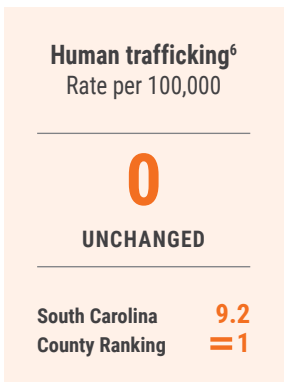 Human trafficking⁶
Rate per 100,000
0
UNCHANGED
South Carolina 9.2
County Ranking =1